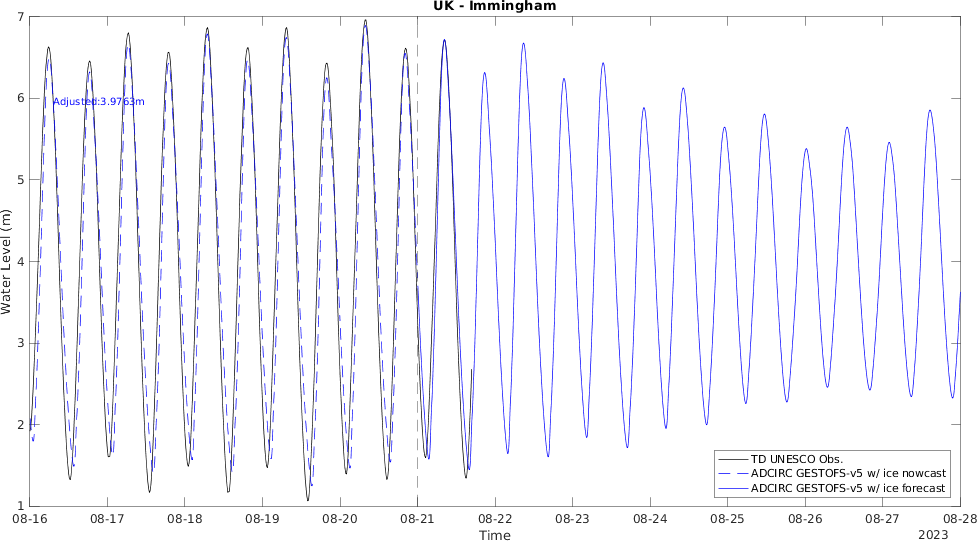 UK - Immingham
Water Level (m)
7
6
5
4
3
2
1
Adjusted:3.9763m
TD UNESCO Obs.
ADCIRC GESTOFS-v5 w/ ice nowcast
ADCIRC GESTOFS-v5 w/ ice forecast
08-16 08-17 08-18 08-19 08-20 08-21 08-22 08-23 08-24 08-25 08-26 08-27 08-28
Time
2023